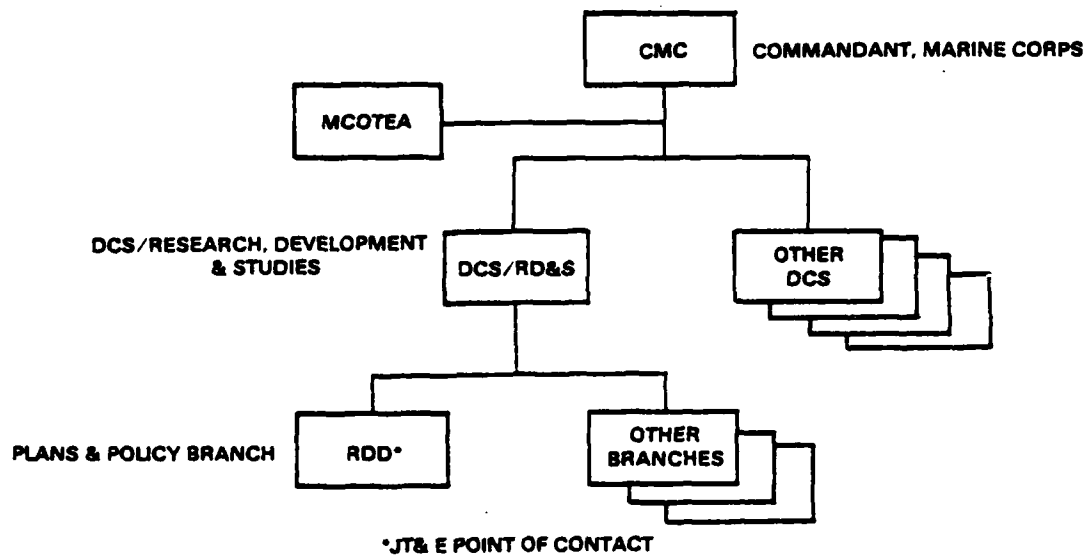 CMC
COMMANDANT, MARINE CORPS
MCOTEA
DCS/RESEARCH, DEVELOPMENT
& STUDIES
DCS/RD&S
OTHER
DCS
PLANS & POLICY BRANCH
RDD*
OTHER
BRANCHES
*JT& E POINT OF CONTACT